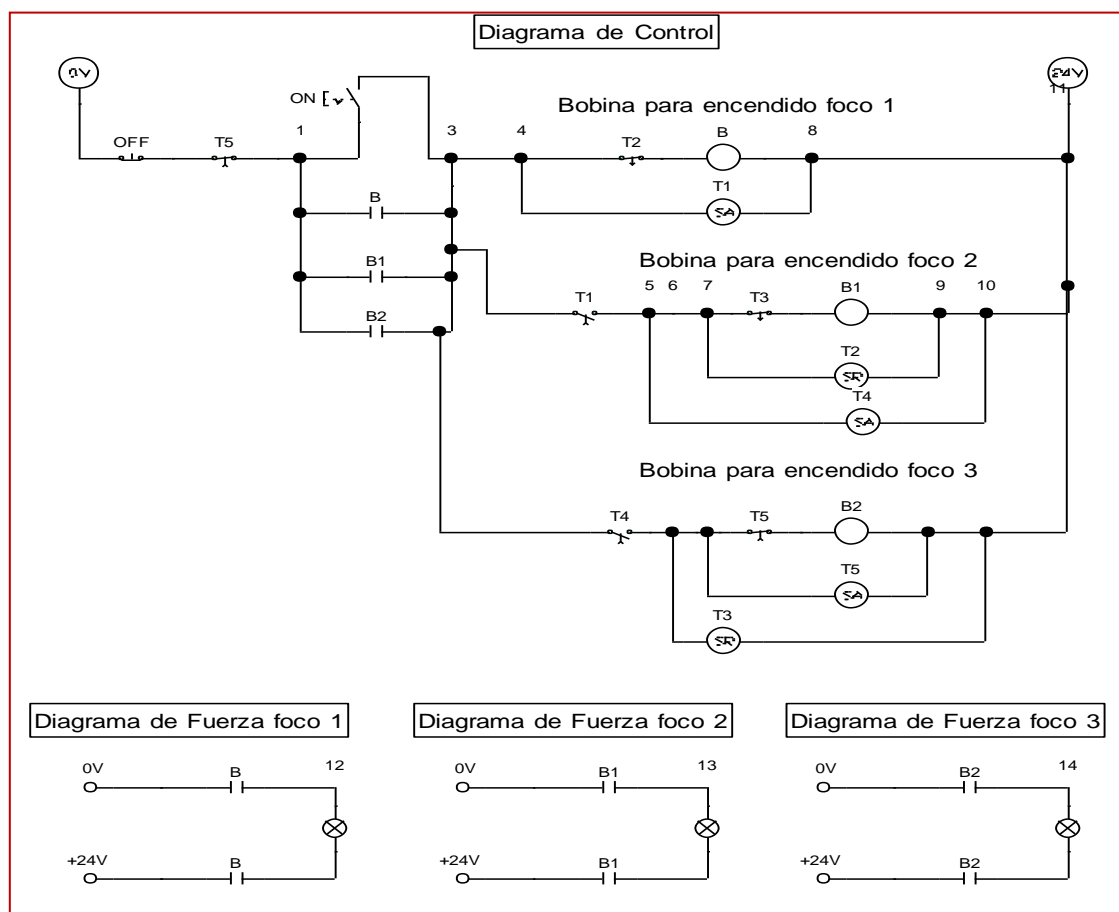 Diagrama de Control
0V
24V
11
ON
Bobina para encendido foco 1
OFF T5 1 3 4 T2 B 8
T1
SA
B
Bobina para encendido foco 2
B1 T1 5 6 7 T3 B1 9 10
B2
T2
SR
T4
SA
Bobina para encendido foco 3
T4 T5 B2
T5
SA
T3
SR
Diagrama de Fuerza foco 1
Diagrama de Fuerza foco 2
Diagrama de Fuerza foco 3
0V B 12
+24V B
0V B1 13
+24V B1
0V B2 14
+24V B2